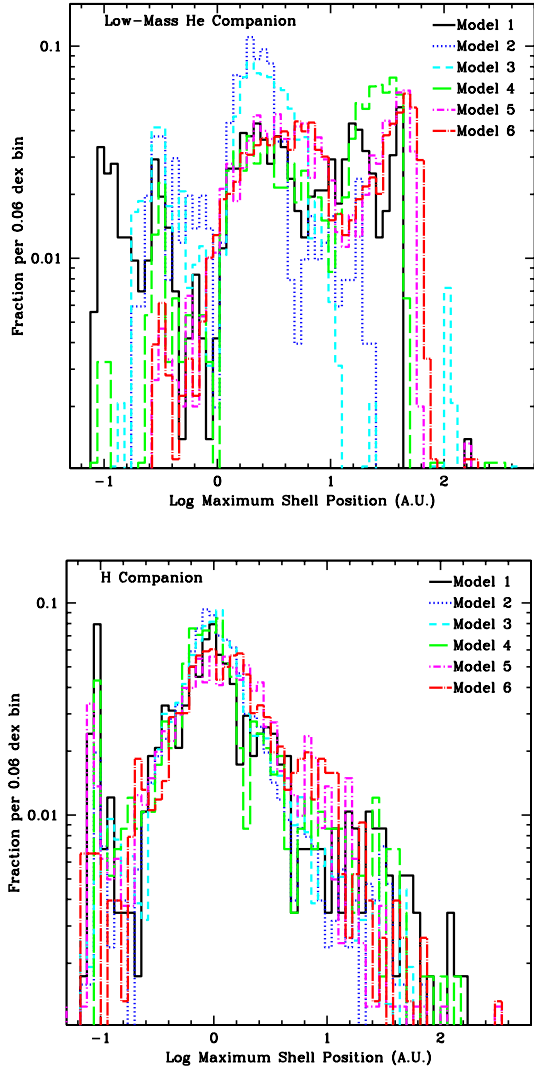 Low-Mass He Companion
Model 1
Model 2
Model 3
Model 4
Model 5
Model 6
0.1
0.01
Fraction per 0.06 dex bin
-1
0
1
2
Log Maximum Shell Position (A.U.)
H Companion
Model 1
Model 2
Model 3
Model 4
Model 5
Model 6
0.1
0.01
Fraction per 0.06 dex bin
-1
0
1
2
Log Maximum Shell Position (A.U.)